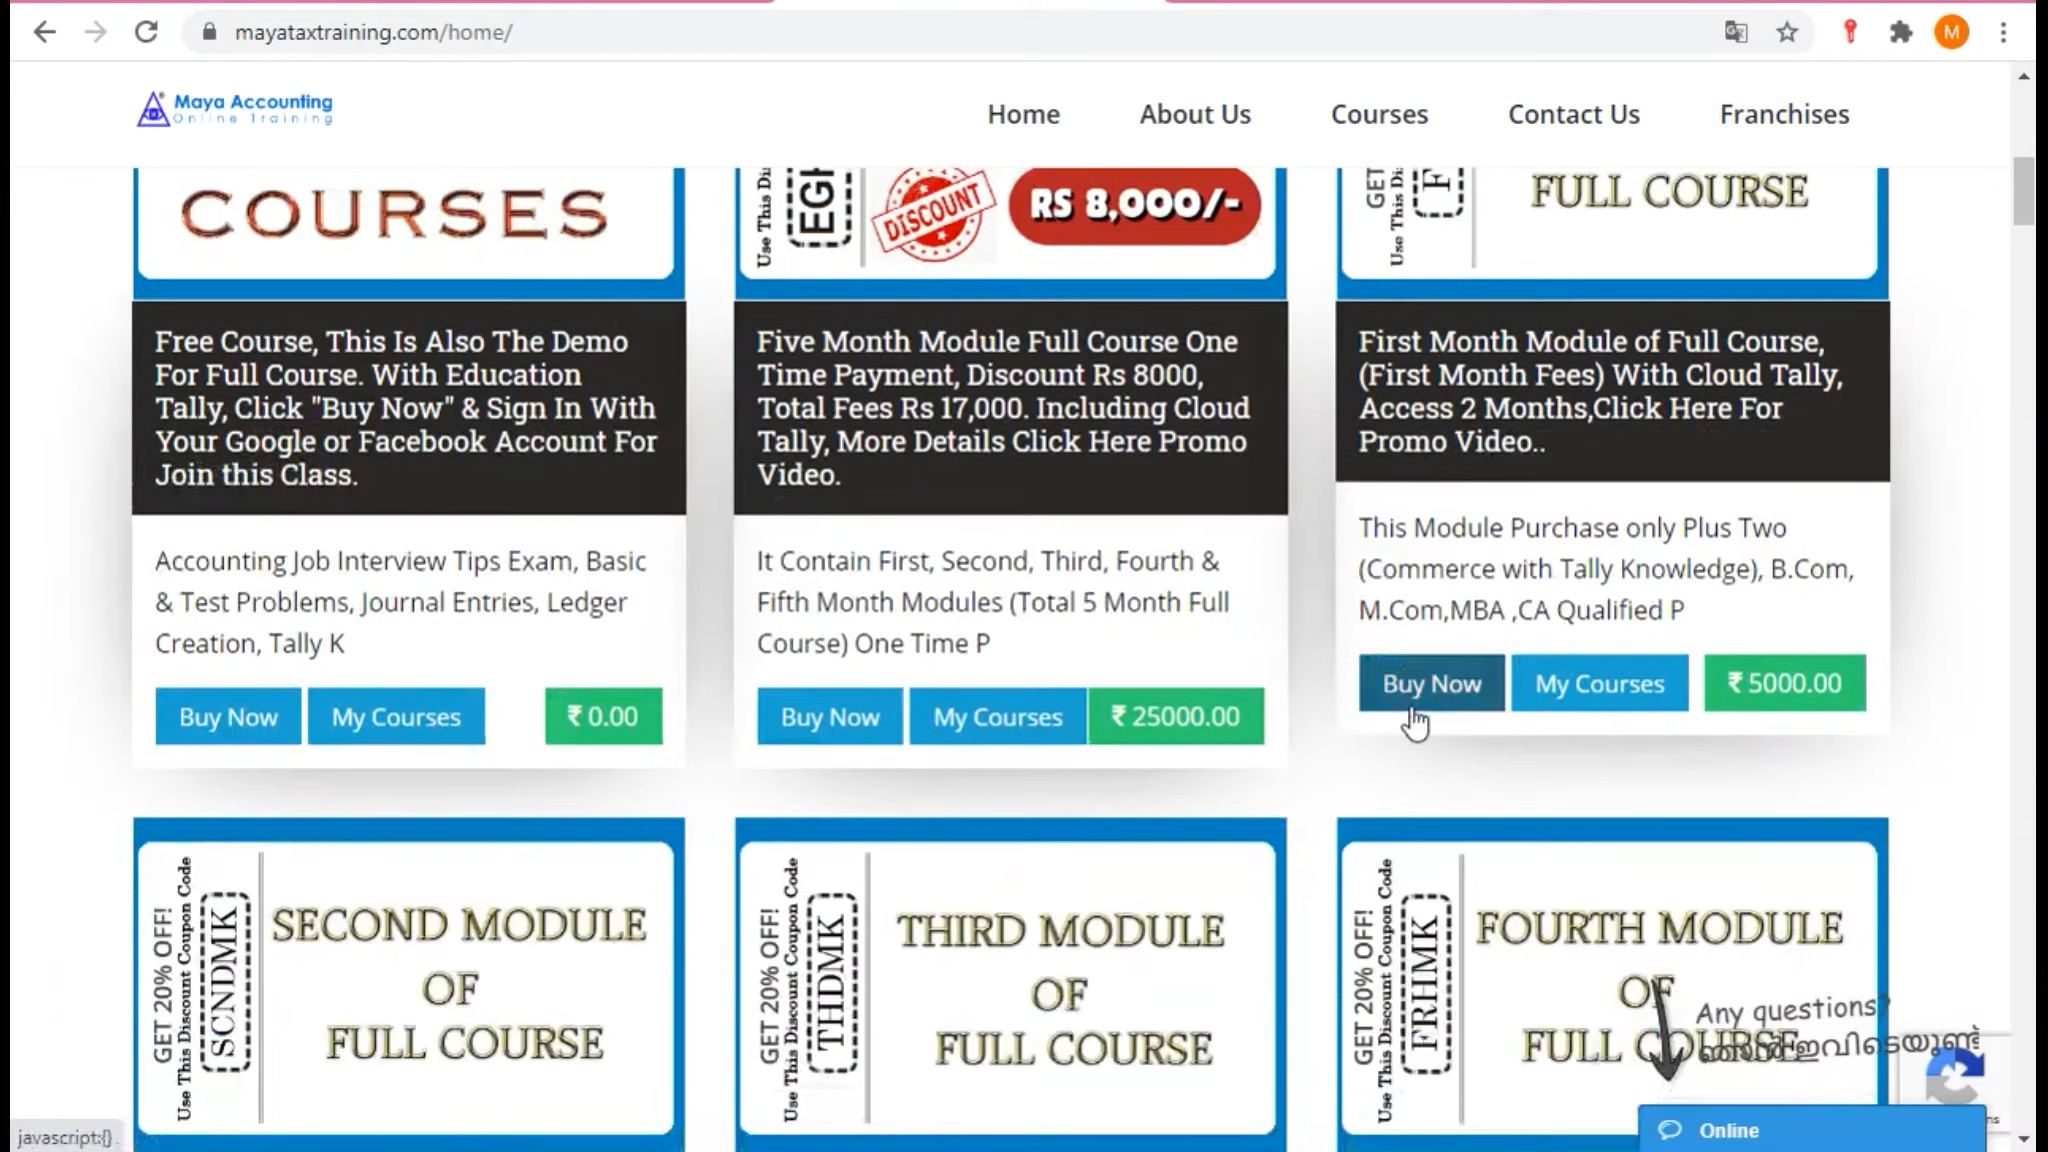 mayataxtraining.com/home/
M
Maya Accounting
Online Training
Home
About Us
Courses
Contact Us
Franchises
COURSES
Use This Di
EGF
DISCOUNT
RS 8,000/-
GET
Use This Dis
F
FULL COURSE
Free Course, This Is Also The Demo
For Full Course. With Education
Tally, Click "Buy Now" & Sign In With
Your Google or Facebook Account For
Join this Class.
Accounting Job Interview Tips Exam, Basic
& Test Problems, Journal Entries, Ledger
Creation, Tally K
Buy Now
My Courses
₹ 0.00
Five Month Module Full Course One
Time Payment, Discount Rs 8000,
Total Fees Rs 17,000. Including Cloud
Tally, More Details Click Here Promo
Video.
It Contain First, Second, Third, Fourth &
Fifth Month Modules (Total 5 Month Full
Course) One Time P
Buy Now
My Courses
₹ 25000.00
First Month Module of Full Course,
(First Month Fees) With Cloud Tally,
Access 2 Months,Click Here For
Promo Video..
This Module Purchase only Plus Two
(Commerce with Tally Knowledge), B.Com,
M.Com,MBA ,CA Qualified P
Buy Now
My Courses
₹ 5000.00
GET 20% OFF!
Use This Discount Coupon Code
SCNDMK
SECOND MODULE
OF
FULL COURSE
GET 20% OFF!
Use This Discount Coupon Code
THDMK
THIRD MODULE
OF
FULL COURSE
GET 20% OFF!
Use This Discount Coupon Code
FRHMK
FOURTH MODULE
OF
FULL COURSE
Any questions?
ഞാൻ ഇവിടെയുണ്ട്
Online
javascript:{}